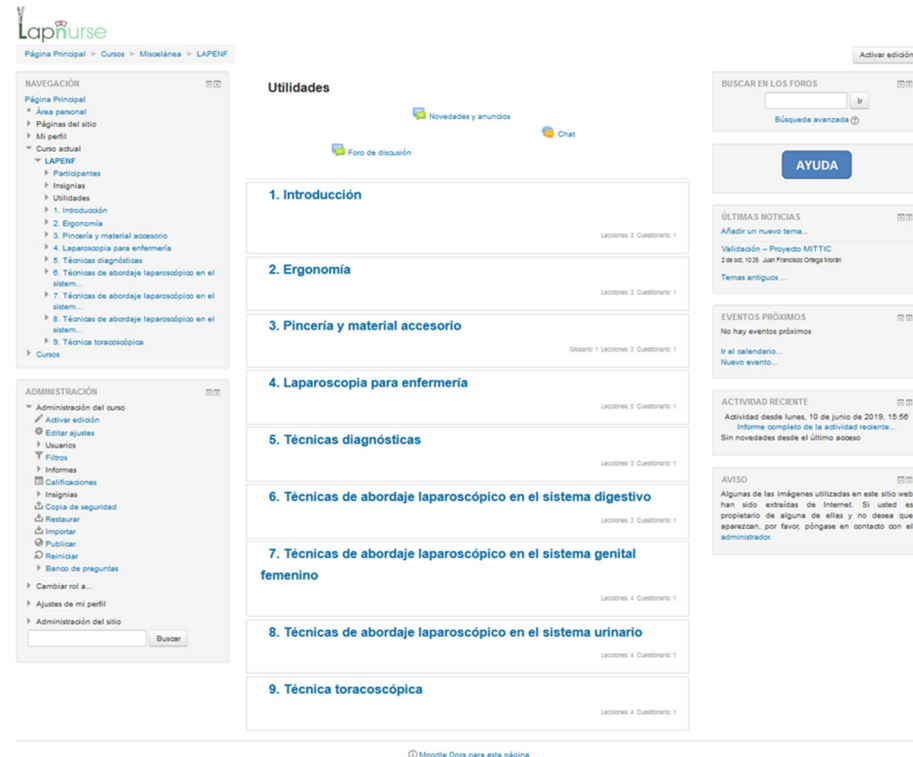 Lapnurse
Página Principal ► Cursos ► Miscelánea ► LAPENF
Activar edición
NAVEGACIÓN
Página Principal
Área personal
Páginas del sitio
Mi perfil
Curso actual
LAPENF
Participantes
Insignias
Utilidades
1. Introducción
2. Ergonomía
3. Pincería y material accesorio
4. Laparoscopia para enfermería
5. Técnicas diagnósticas
6. Técnicas de abordaje laparoscópico en el
sistem...
7. Técnicas de abordaje laparoscópico en el
sistem...
8. Técnicas de abordaje laparoscópico en el
sistem...
9. Técnica toracoscópica
Cursos
ADMINISTRACIÓN
Administración del curso
Activar edición
Editar ajustes
Usuarios
Filtros
Informes
Calificaciones
Insignias
Copia de seguridad
Restaurar
Importar
Publicar
Reiniciar
Banco de preguntas
Cambiar rol a...
Ajustes de mi perfil
Administración del sitio
Buscar
Utilidades
Novedades y anuncios
Chat
Foro de discusión
1. Introducción
Lecciones: 3 Cuestionario: 1
2. Ergonomía
Lecciones: 3 Cuestionario: 1
3. Pincería y material accesorio
Glosario: 1 Lecciones: 3 Cuestionario: 1
4. Laparoscopia para enfermería
Lecciones: 5 Cuestionario: 1
5. Técnicas diagnósticas
Lecciones: 3 Cuestionario: 1
6. Técnicas de abordaje laparoscópico en el sistema digestivo
Lecciones: 3 Cuestionario: 1
7. Técnicas de abordaje laparoscópico en el sistema genital
femenino
Lecciones: 4 Cuestionario: 1
8. Técnicas de abordaje laparoscópico en el sistema urinario
Lecciones: 4 Cuestionario: 1
9. Técnica toracoscópica
Lecciones: 4 Cuestionario: 1
BUSCAR EN LOS FOROS
Ir
Búsqueda avanzada
AYUDA
ÚLTIMAS NOTICIAS
Añadir un nuevo tema...
Validación – Proyecto MITTIC
2 de oct, 10:35 Juan Francisco Ortega Morán
Temas antiguos ...
EVENTOS PRÓXIMOS
No hay eventos próximos
Ir al calendario...
Nuevo evento...
ACTIVIDAD RECIENTE
Actividad desde lunes, 10 de junio de 2019, 15:56
Informe completo de la actividad reciente...
Sin novedades desde el último acceso
AVISO
Algunas de las imágenes utilizadas en este sitio web
han sido extraídas de Internet. Si usted es
propietario de alguna de ellas y no desea que
aparezcan, por favor, póngase en contacto con el
administrador.
Moodle Docs para esta página